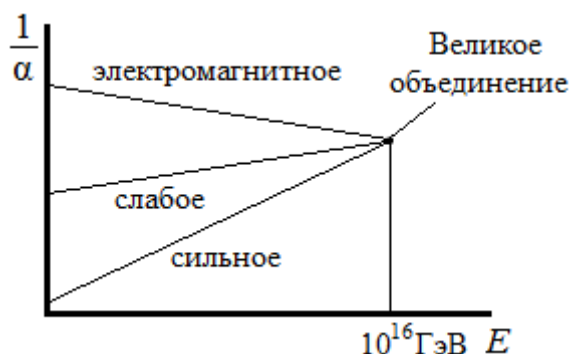 1
α
электромагнитное
Великое
объединение
слабое
сильное
10¹⁶ГэВ E